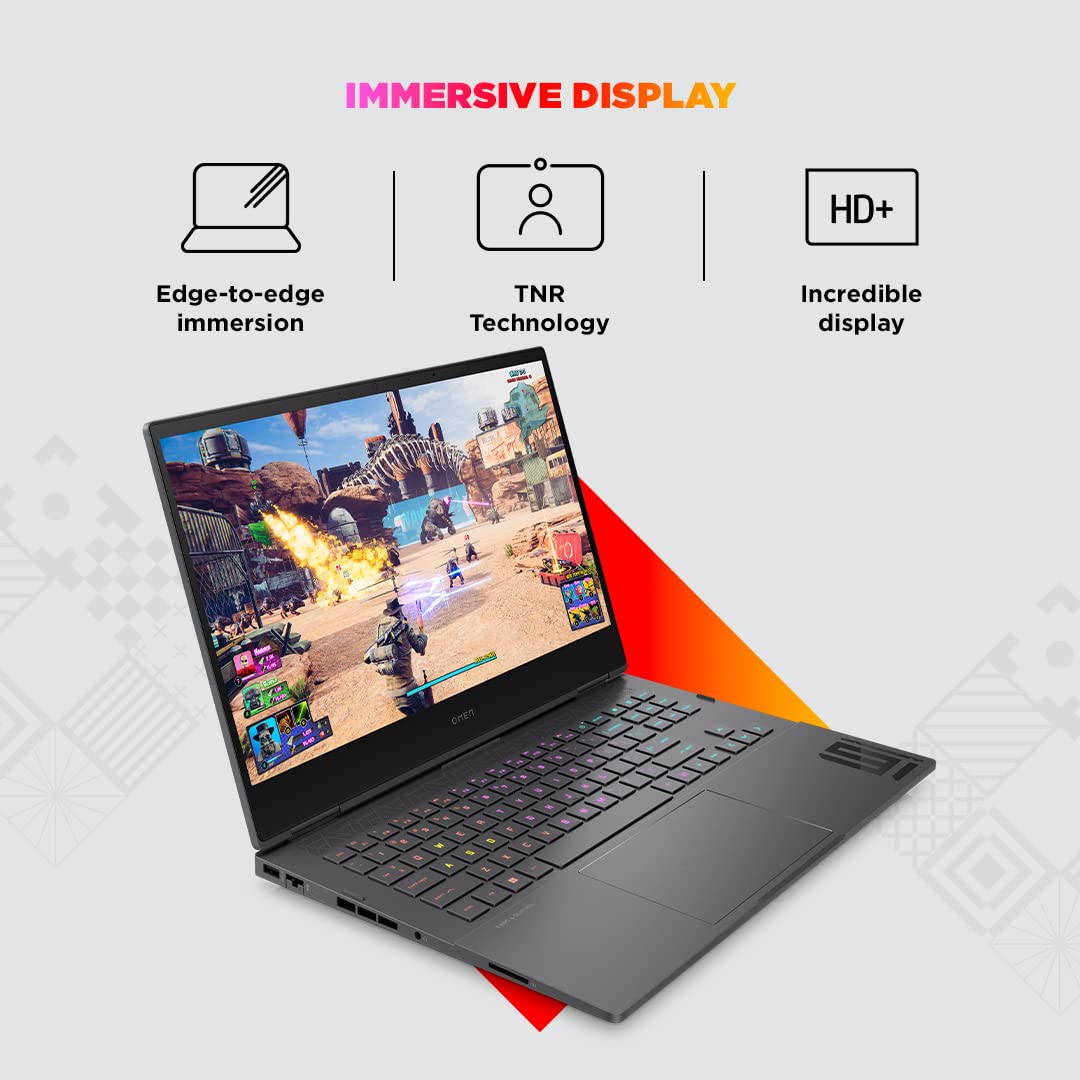 IMMERSIVE DISPLAY
Edge-to-edge
immersion
TNR
Technology
HD+
Incredible
display
OMEN